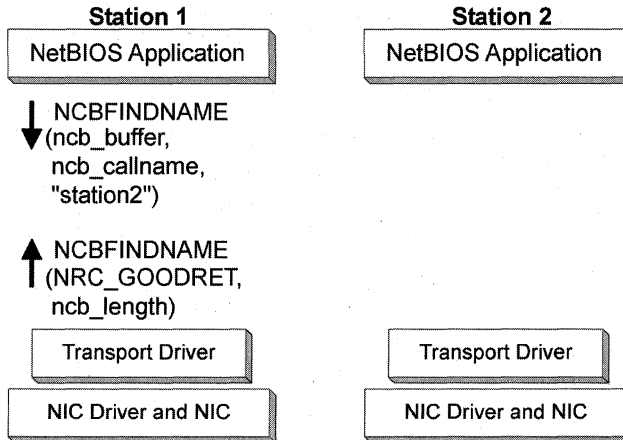 Station 1
NetBIOS Application
NCBFINDNAME
(ncb_buffer,
ncb_callname,
"station2")
NCBFINDNAME
(NRC_GOODRET,
ncb_length)
Transport Driver
NIC Driver and NIC
Station 2
NetBIOS Application
Transport Driver
NIC Driver and NIC